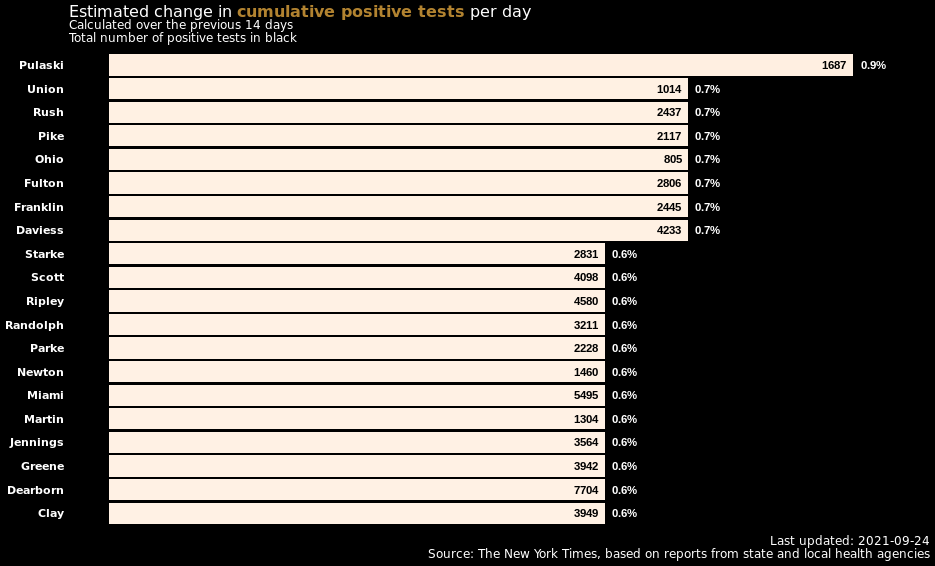 Estimated change in cumulative positive tests per day
Calculated over the previous 14 days
Total number of positive tests in black
Pulaski 1687 0.9%
Union 1014 0.7%
Rush 2437 0.7%
Pike 2117 0.7%
Ohio 805 0.7%
Fulton 2806 0.7%
Franklin 2445 0.7%
Daviess 4233 0.7%
Starke 2831 0.6%
Scott 4098 0.6%
Ripley 4580 0.6%
Randolph 3211 0.6%
Parke 2228 0.6%
Newton 1460 0.6%
Miami 5495 0.6%
Martin 1304 0.6%
Jennings 3564 0.6%
Greene 3942 0.6%
Dearborn 7704 0.6%
Clay 3949 0.6%
Last updated: 2021-09-24
Source: The New York Times, based on reports from state and local health agencies